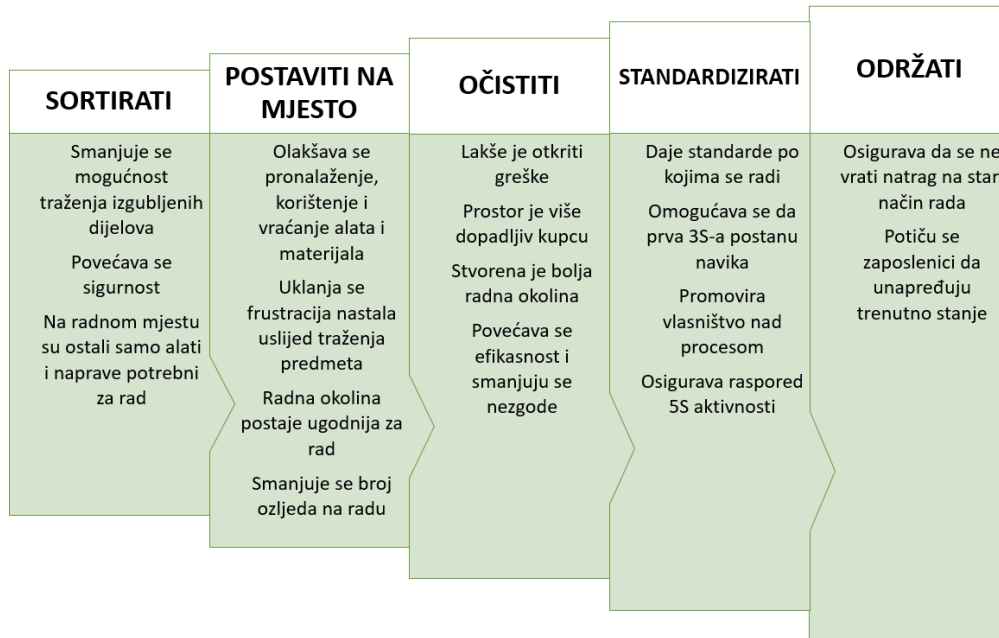 SORTIRATI
Smanjuje se
mogućnost
traženja izgubljenih
dijelova
Povećava se
sigurnost
Na radnom mjestu
su ostali samo alati
i naprave potrebni
za rad
POSTAVITI NA
MJESTO
Olakšava se
pronalaženje,
korištenje i
vraćanje alata i
materijala
Uklanja se
frustracija nastala
uslijed traženja
predmeta
Radna okolina
postaje ugodnija za
rad
Smanjuje se broj
ozljeda na radu
OČISTITI
Lakše je otkriti
greške
Prostor je više
dopadljiv kupcu
Stvorena je bolja
radna okolina
Povećava se
efikasnost i
smanjuju se
nezgode
STANDARDIZIRATI
Daje standarde po
kojima se radi
Omogućava se da
prva 3S-a postanu
navika
Promovira
vlasništvo nad
procesom
Osigurava raspored
5S aktivnosti
ODRŽATI
Osigurava da se ne
vrati natrag na star
način rada
Potiču se
zaposlenici da
unapređuju
trenutno stanje